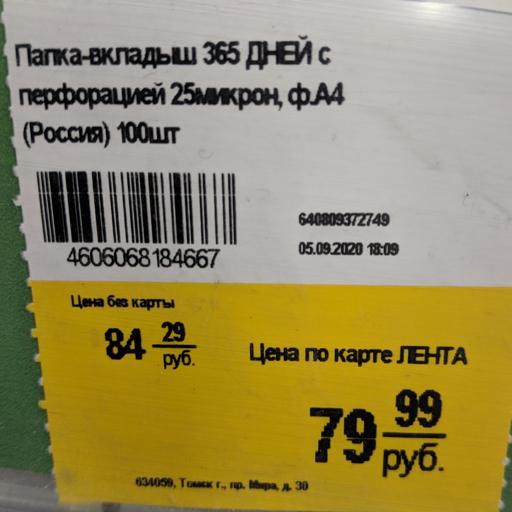 Папка-вкладыш 365 ДНЕЙ с
перфорацией 25микрон, ф.А4
(Россия) 100шт
640809372749
05.09.2020 18:09
4606068184667
Цена без карты
84 29 руб.
Цена по карте ЛЕНТА
79 99 руб.
634059, Томск г., пр. Мира, д. 30